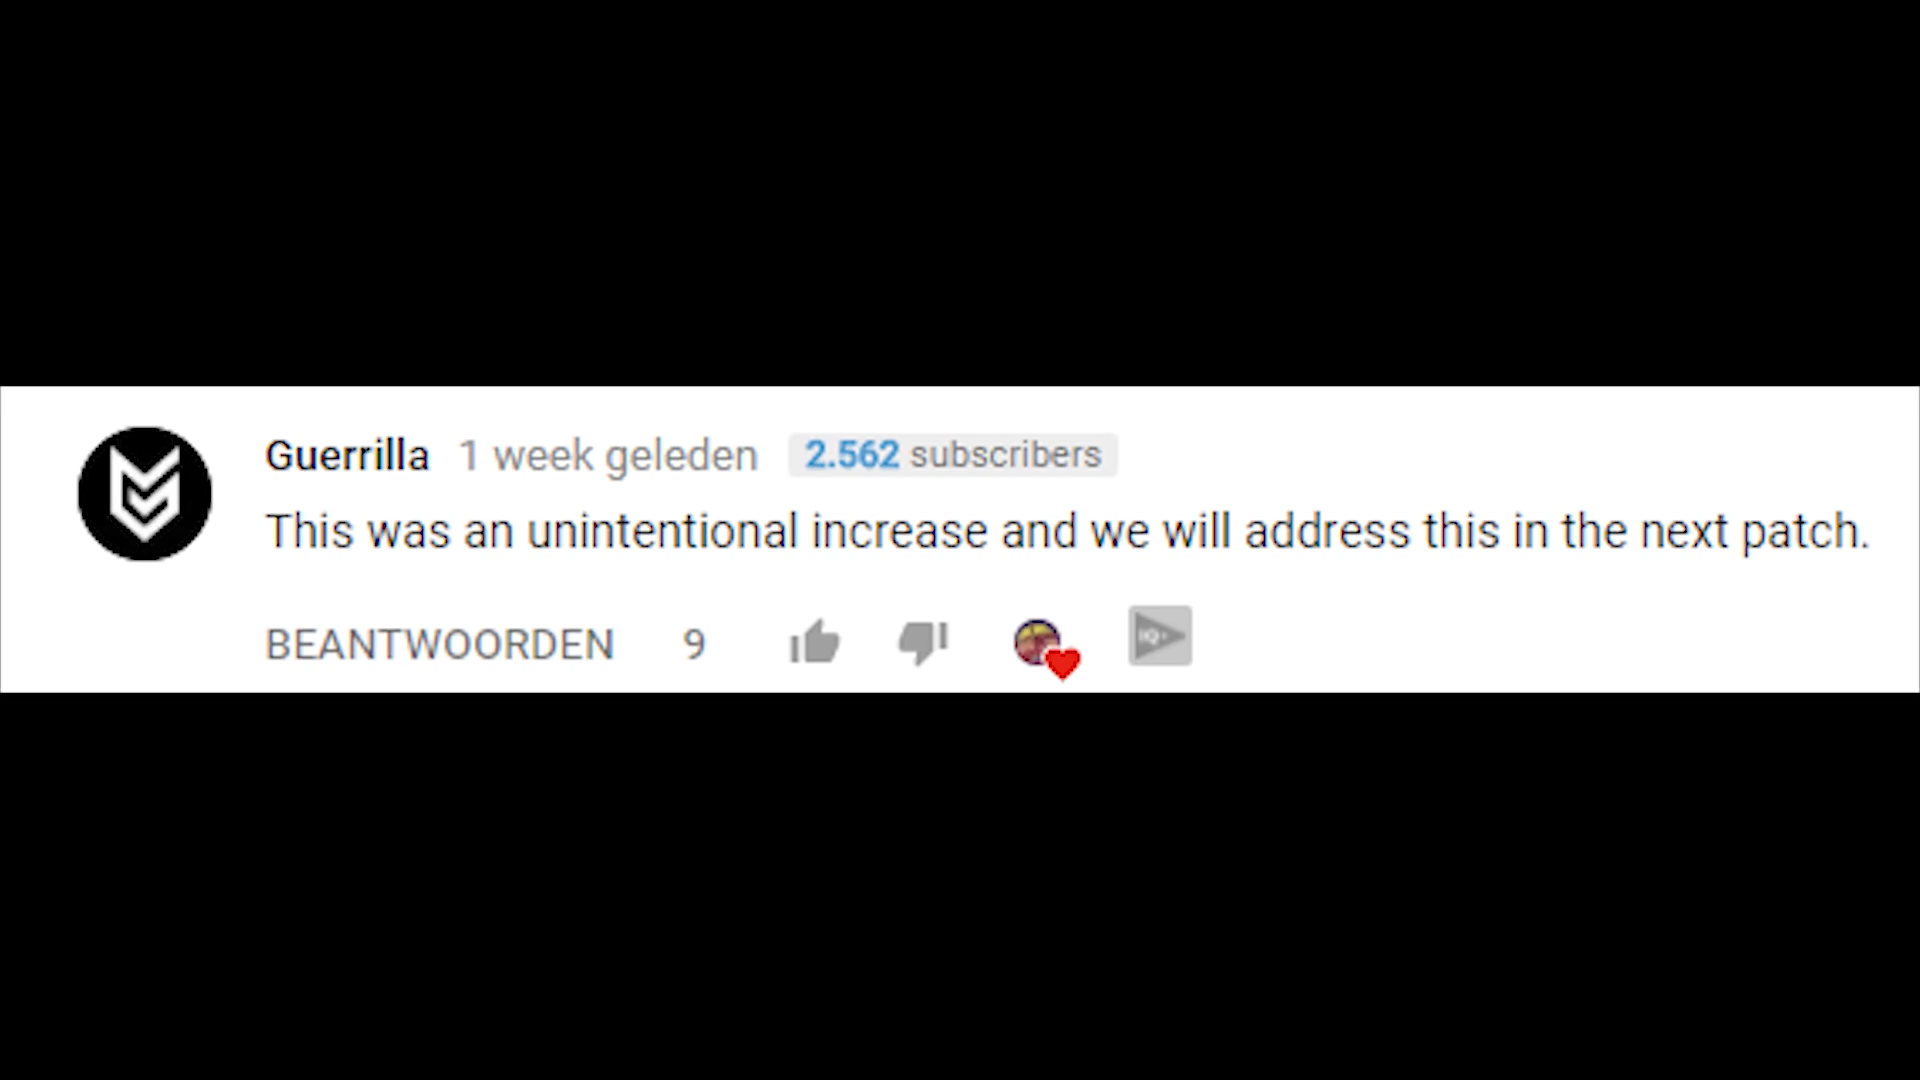 Guerrilla 1 week geleden 2.562 subscribers
This was an unintentional increase and we will address this in the next patch.
BEANTWOORDEN 9
IQ